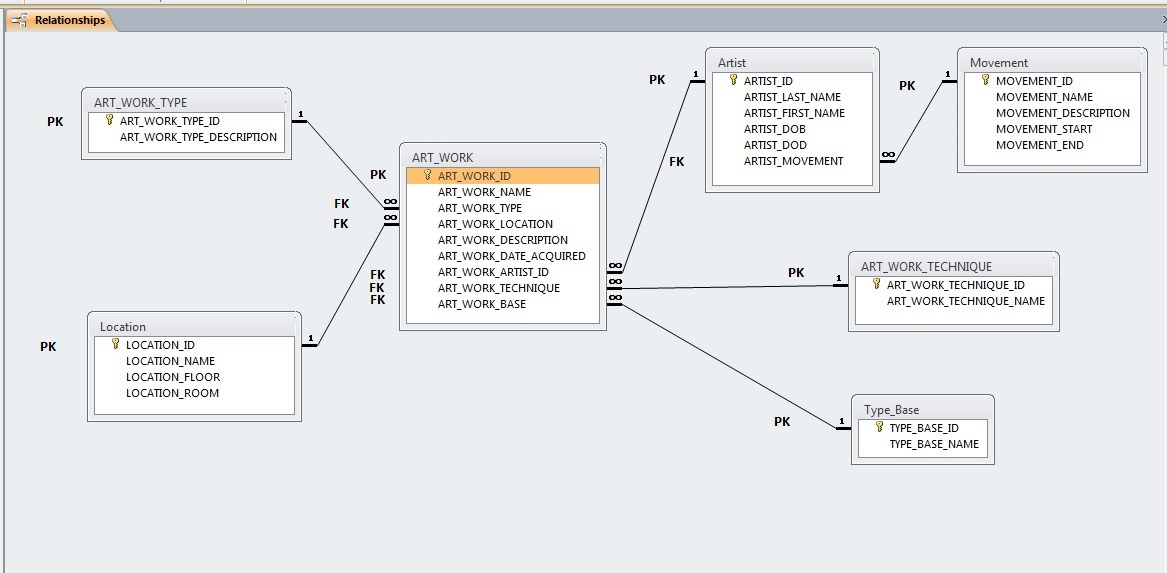 Relationships
ART_WORK_TYPE
PK
ART_WORK_TYPE_ID
ART_WORK_TYPE_DESCRIPTION
1
PK
ART_WORK
ART_WORK_ID
ART_WORK_NAME
FK
∞
ART_WORK_TYPE
FK
∞
ART_WORK_LOCATION
ART_WORK_DESCRIPTION
ART_WORK_DATE_ACQUIRED
FK
ART_WORK_ARTIST_ID
∞
FK
ART_WORK_TECHNIQUE
∞
FK
ART_WORK_BASE
∞
Location
PK
LOCATION_ID
1
LOCATION_NAME
LOCATION_FLOOR
LOCATION_ROOM
Artist
PK
1
ARTIST_ID
ARTIST_LAST_NAME
ARTIST_FIRST_NAME
ARTIST_DOB
ARTIST_DOD
FK
ARTIST_MOVEMENT
∞
Movement
PK
1
MOVEMENT_ID
MOVEMENT_NAME
MOVEMENT_DESCRIPTION
MOVEMENT_START
MOVEMENT_END
ART_WORK_TECHNIQUE
PK
1
ART_WORK_TECHNIQUE_ID
ART_WORK_TECHNIQUE_NAME
Type_Base
PK
1
TYPE_BASE_ID
TYPE_BASE_NAME